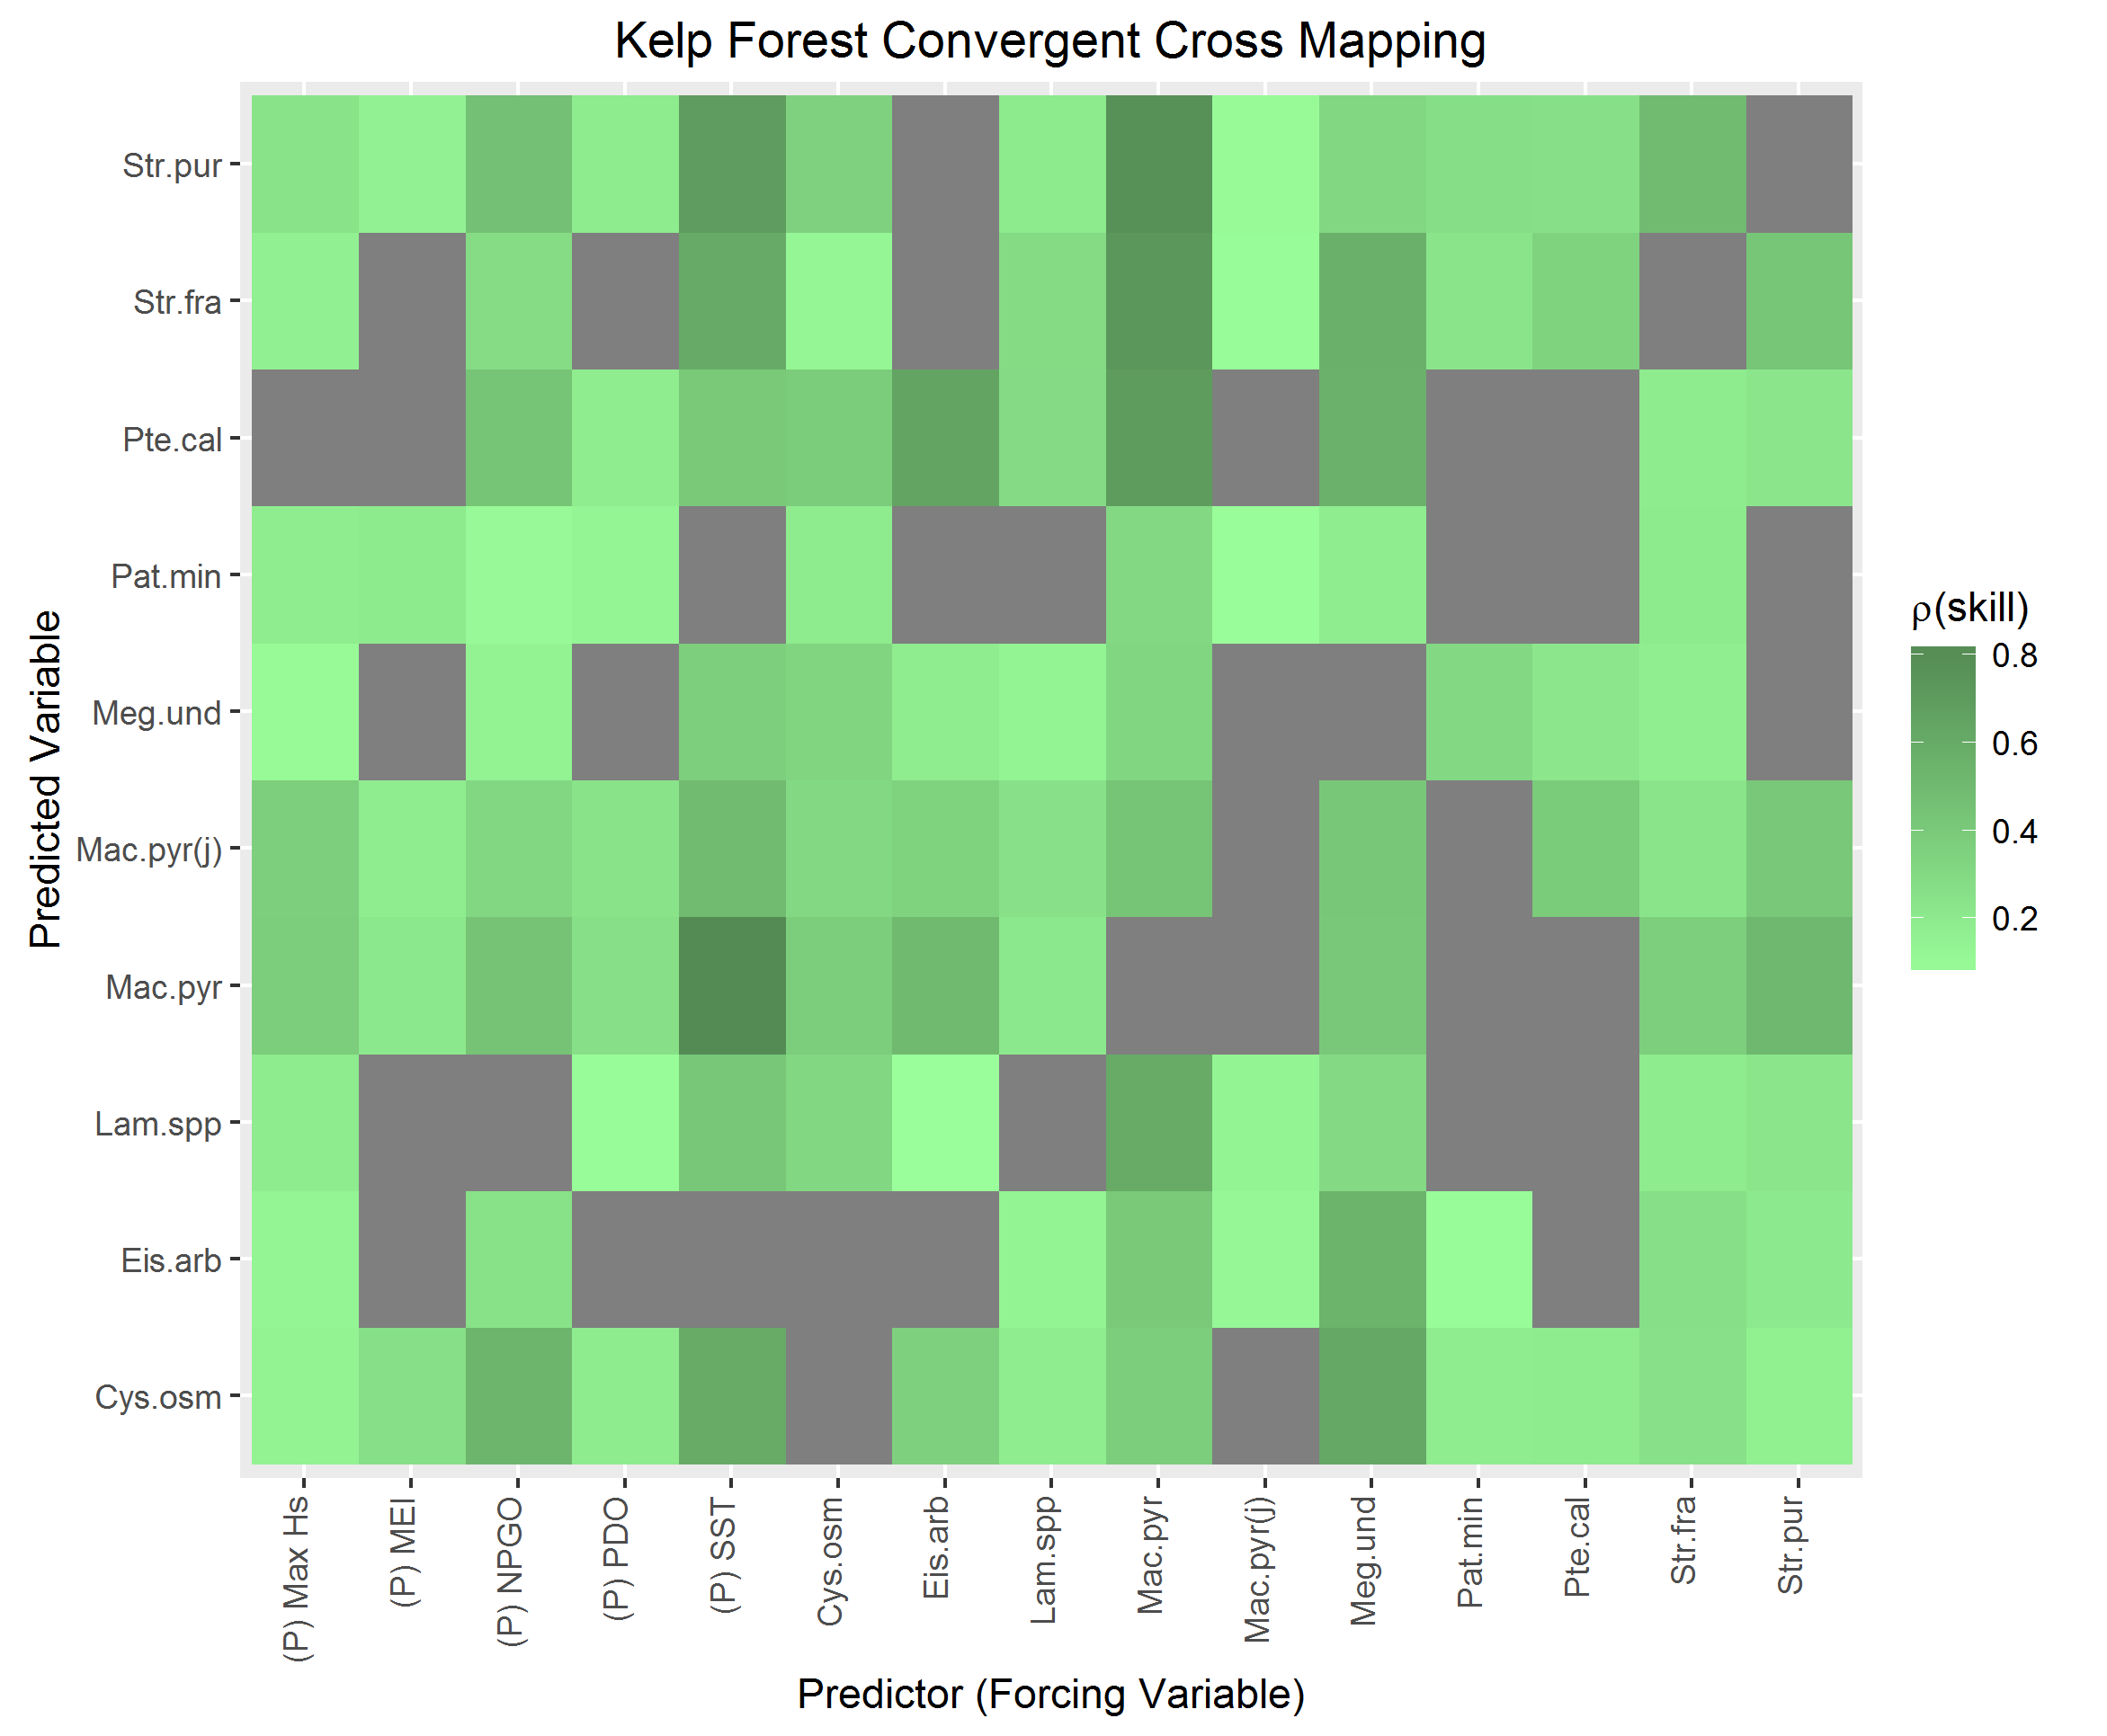 Kelp Forest Convergent Cross Mapping
Predicted Variable
Str.pur
Str.fra
Pte.cal
Pat.min
Meg.und
Mac.pyr(j)
Mac.pyr
Lam.spp
Eis.arb
Cys.osm
(P) Max Hs
(P) MEI
(P) NPGO
(P) PDO
(P) SST
Cys.osm
Eis.arb
Lam.spp
Mac.pyr
Mac.pyr(j)
Meg.und
Pat.min
Pte.cal
Str.fra
Str.pur
Predictor (Forcing Variable)
ρ(skill)
0.8
0.6
0.4
0.2